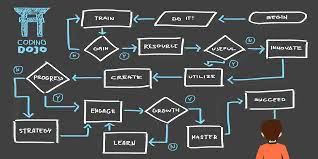 CODING
DOJO
TRAIN
DO IT!
BEGIN
GAIN
RESOURCE
USEFUL
INNOVATE
N
Y
N
Y
PROGRESS
CREATE
UTILIZE
N
Y
ENGAGE
GROWTH
SUCCEED
N
Y
STRATEGY
LEARN
MASTER